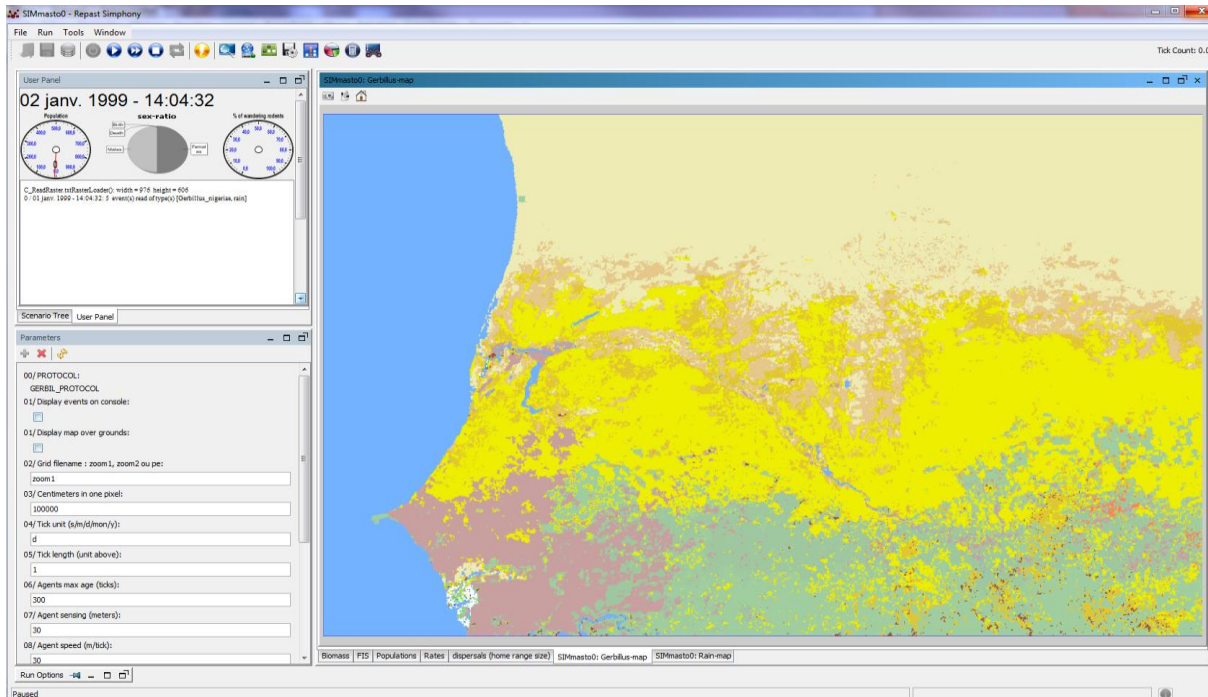 SIMmasto0 - Repast Simphony
File Run Tools Window
Tick Count: 0.0
User Panel
02 janv. 1999 - 14:04:32
Population
sex-ratio
% of wandering rodents
C_ReadRaster.txtRasterLoader(): width = 976 height = 606
0 / 01 janv. 1999 - 14:04:32: 5 event(s) read of type(s) [Gerbillus_nigeriae, rain]
Scenario Tree
User Panel
Parameters
00/ PROTOCOL:
GERBIL_PROTOCOL
01/ Display events on console:
01/ Display map over grounds:
02/ Grid filename : zoom1, zoom2 ou pe:
zoom1
03/ Centimeters in one pixel:
100000
04/ Tick unit (s/m/d/mon/y):
d
05/ Tick length (unit above):
1
06/ Agents max age (ticks):
300
07/ Agent sensing (meters):
30
08/ Agent speed (m/tick):
30
Run Options
Paused
SIMmasto0: Gerbillus-map
Biomass FIS Populations Rates dispersals (home range size) SIMmasto0: Gerbillus-map SIMmasto0: Rain-map